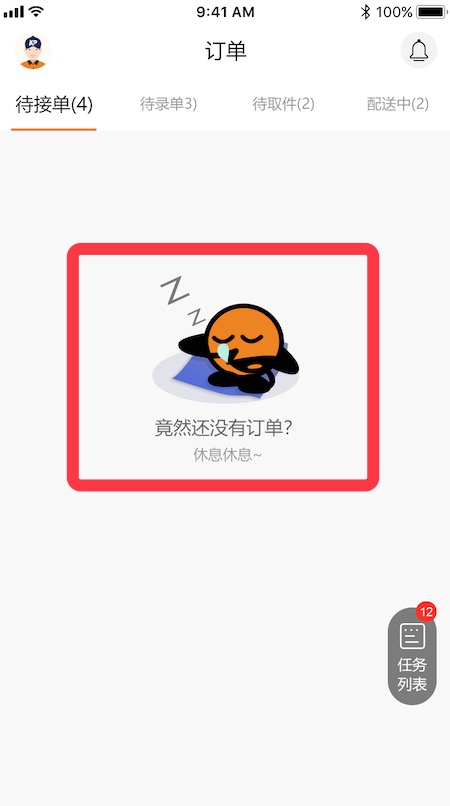 9:41 AM
100%
订单
待接单(4)
待录单3)
待取件(2)
配送中(2)
Z
Z
竟然还没有订单?
休息休息~
12
任务
列表